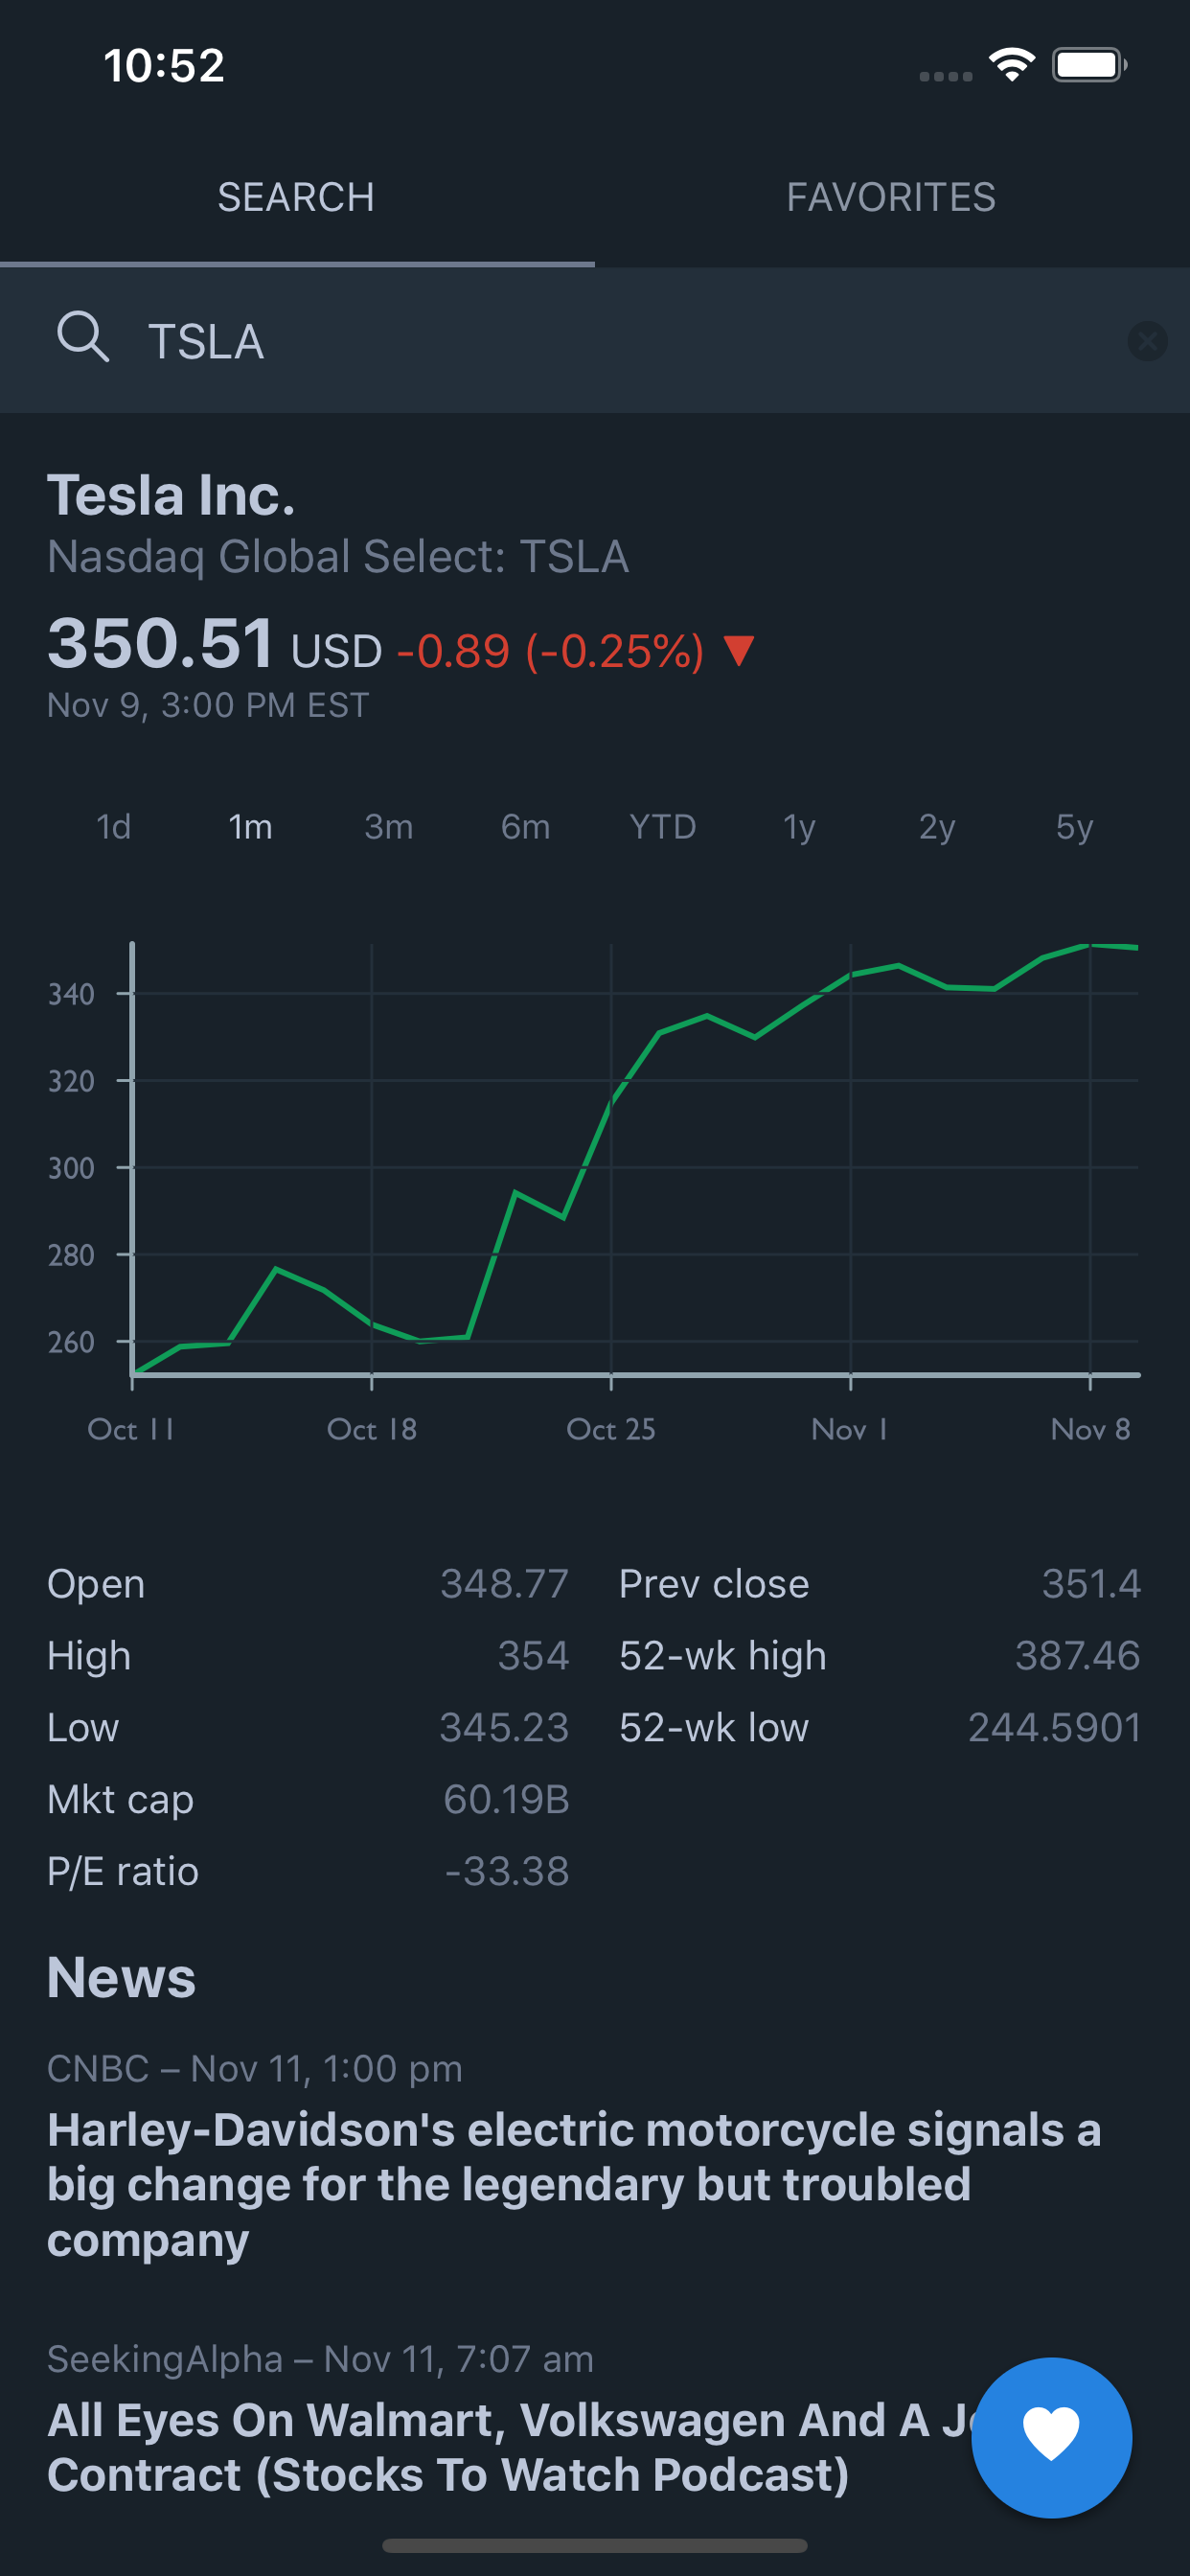 10:52
SEARCH FAVORITES
TSLA
Tesla Inc.
Nasdaq Global Select: TSLA
350.51 USD -0.89 (-0.25%) ▼
Nov 9, 3:00 PM EST
1d 1m 3m 6m YTD 1y 2y 5y
340
320
300
280
260
Oct 11 Oct 18 Oct 25 Nov 1 Nov 8
Open 348.77 Prev close 351.4
High 354 52-wk high 387.46
Low 345.23 52-wk low 244.5901
Mkt cap 60.19B
P/E ratio -33.38
News
CNBC – Nov 11, 1:00 pm
Harley-Davidson's electric motorcycle signals a
big change for the legendary but troubled
company
SeekingAlpha – Nov 11, 7:07 am
All Eyes On Walmart, Volkswagen And A
Contract (Stocks To Watch Podcast)